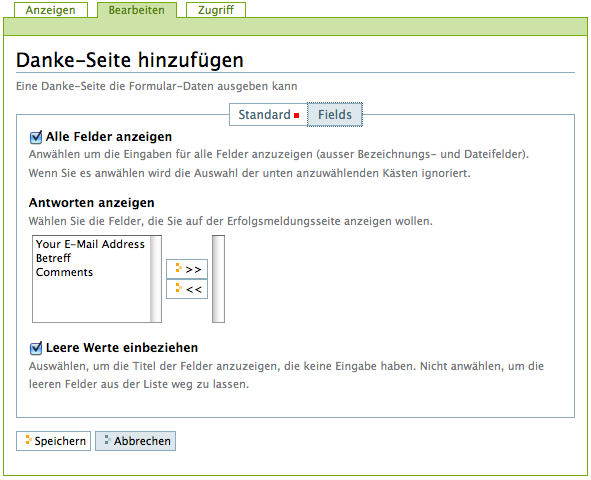 Anzeigen Bearbeiten Zugriff
Danke-Seite hinzufügen
Eine Danke-Seite die Formular-Daten ausgeben kann
Standard Fields
Alle Felder anzeigen
Anwählen um die Eingaben für alle Felder anzuzeigen (ausser Bezeichnungs- und Dateifelder).
Wenn Sie es anwählen wird die Auswahl der unten anzuwählenden Kästen ignoriert.
Antworten anzeigen
Wählen Sie die Felder, die Sie auf der Erfolgsmeldungsseite anzeigen wollen.
Your E-Mail Address
Betreff
Comments
>>
<<
Leere Werte einbeziehen
Auswählen, um die Titel der Felder anzuzeigen, die keine Eingabe haben. Nicht anwählen, um die
leeren Felder aus der Liste weg zu lassen.
Speichern Abbrechen